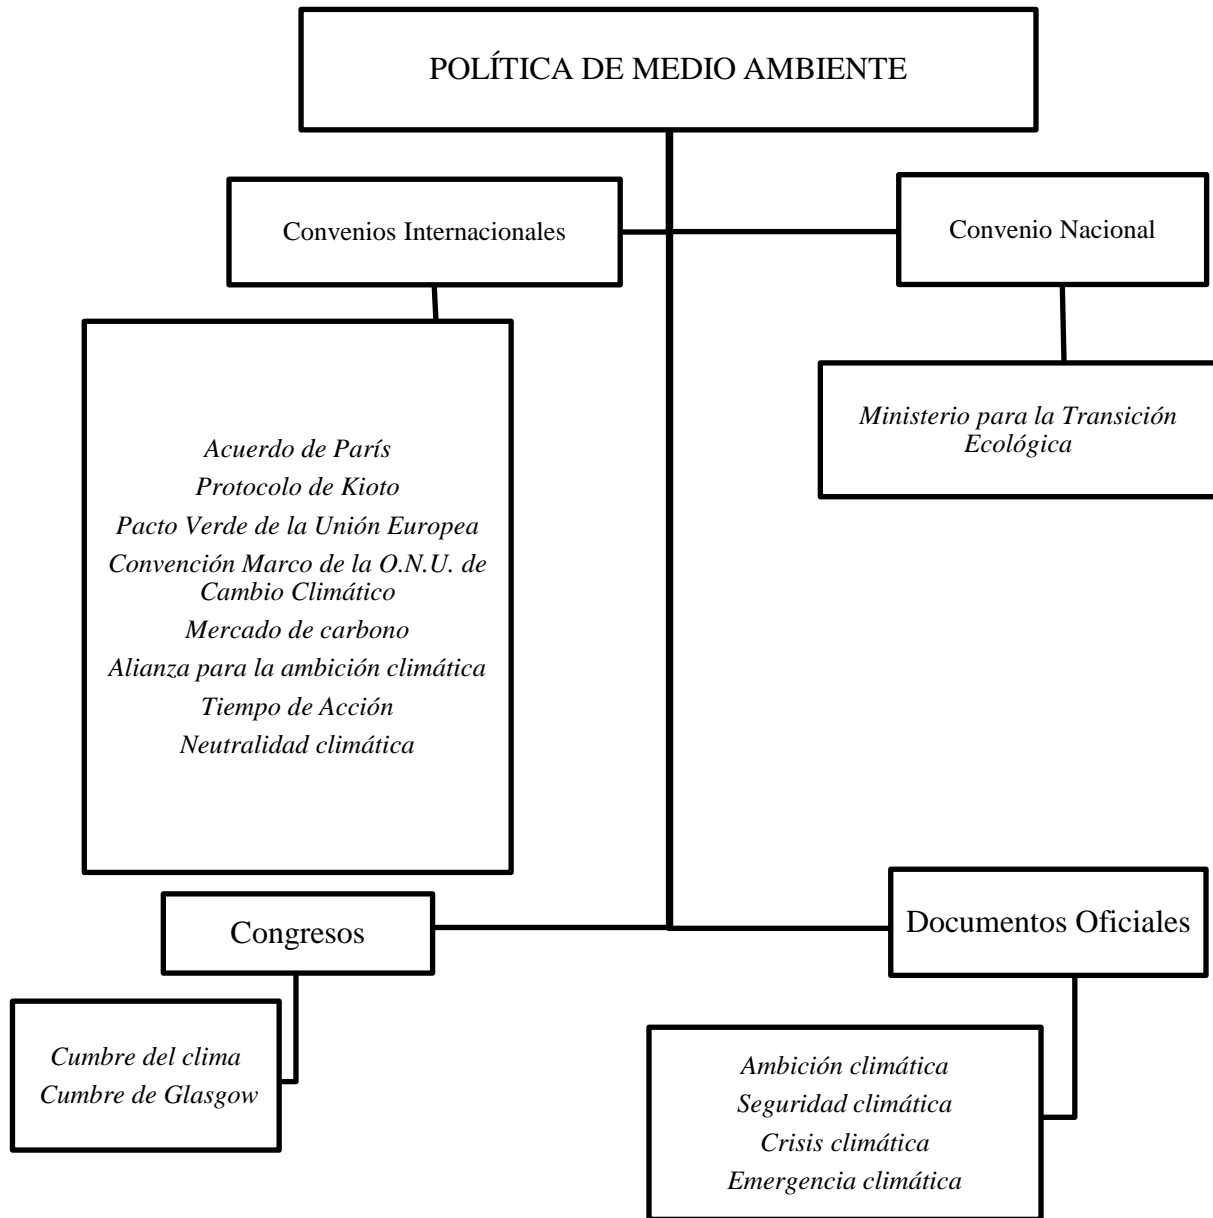 POLÍTICA DE MEDIO AMBIENTE
Convenios Internacionales
Convenio Nacional
Acuerdo de París
Protocolo de Kioto
Pacto Verde de la Unión Europea
Convención Marco de la O.N.U. de
Cambio Climático
Mercado de carbono
Alianza para la ambición climática
Tiempo de Acción
Neutralidad climática
Ministerio para la Transición
Ecológica
Congresos
Documentos Oficiales
Cumbre del clima
Cumbre de Glasgow
Ambición climática
Seguridad climática
Crisis climática
Emergencia climática